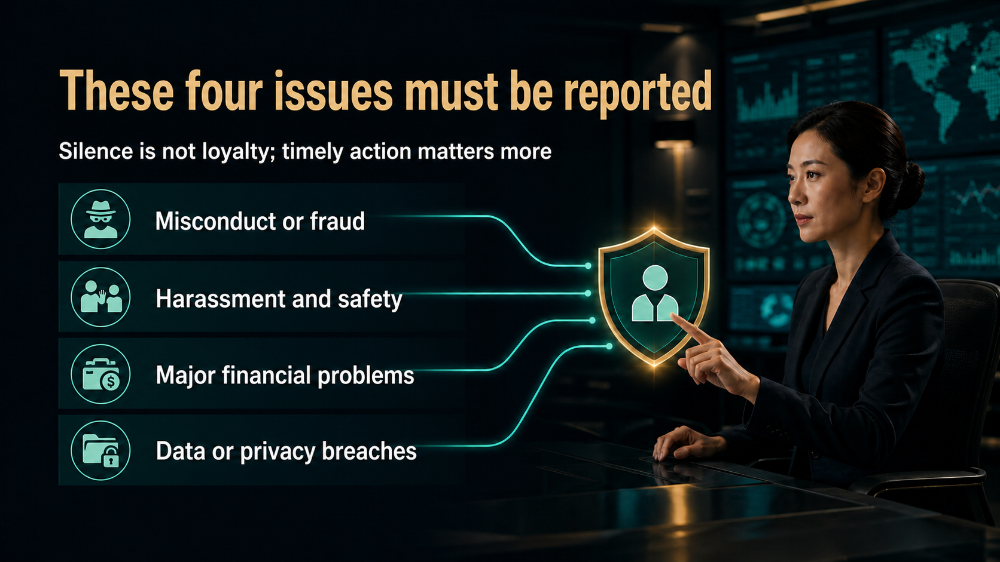 These four issues must be reported
Silence is not loyalty; timely action matters more
Misconduct or fraud
Harassment and safety
Major financial problems
$
Data or privacy breaches